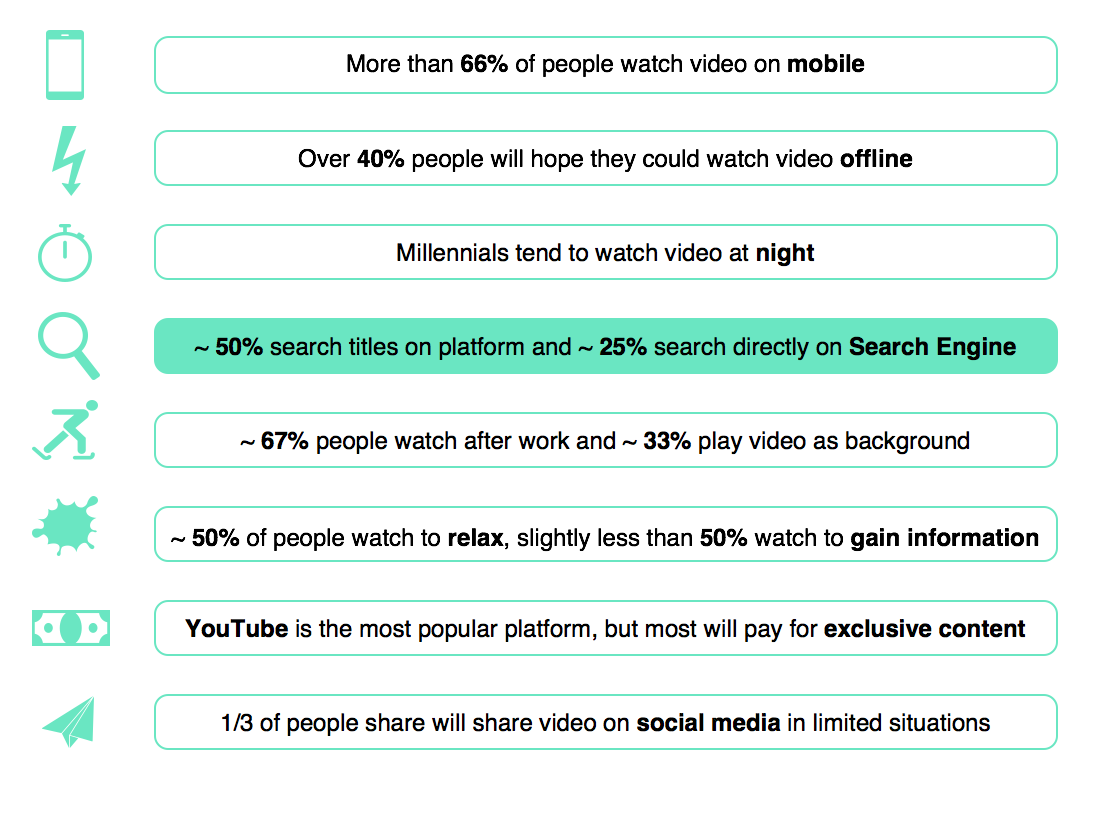 More than 66% of people watch video on mobile
Over 40% people will hope they could watch video offline
Millennials tend to watch video at night
~ 50% search titles on platform and ~ 25% search directly on Search Engine
~ 67% people watch after work and ~ 33% play video as background
~ 50% of people watch to relax, slightly less than 50% watch to gain information
YouTube is the most popular platform, but most will pay for exclusive content
1/3 of people share will share video on social media in limited situations